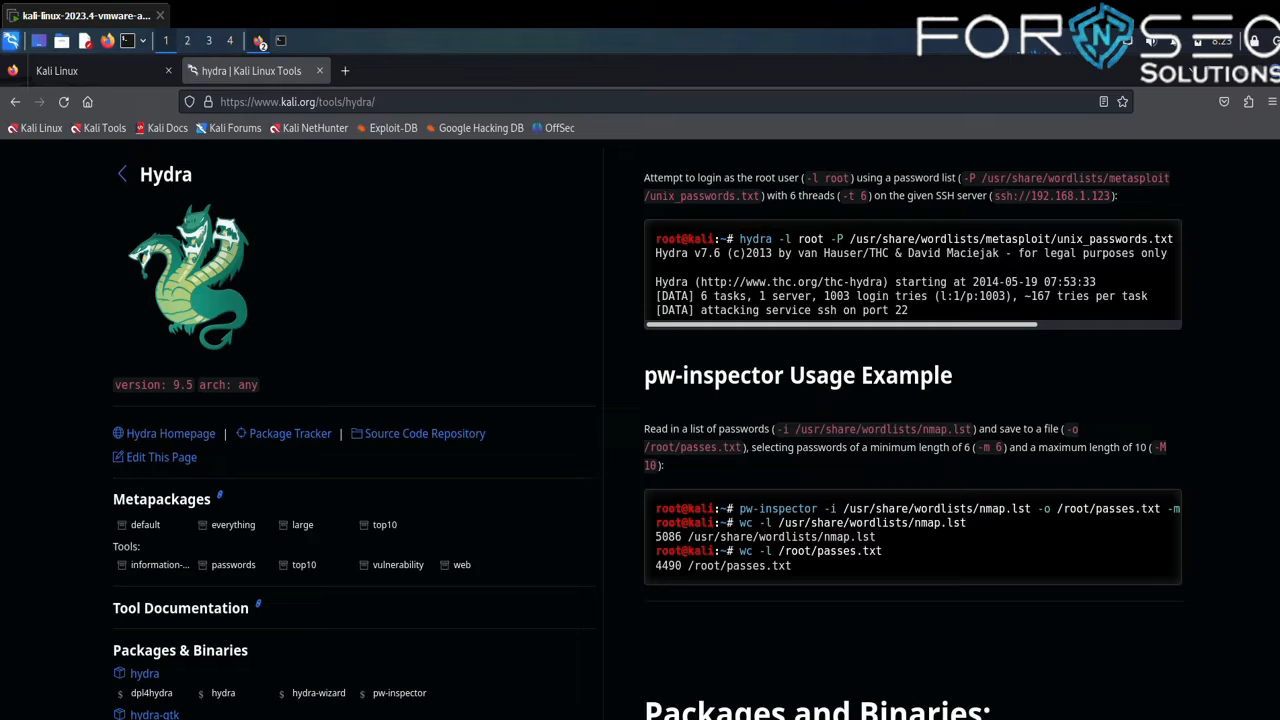 kali-linux-2023.4-vmware-a...
FOR N SEC
SOLUTIONS
1 2 3 4
2
8:23
Kali Linux
hydra | Kali Linux Tools
https://www.kali.org/tools/hydra/
Kali Linux Kali Tools Kali Docs Kali Forums Kali NetHunter Exploit-DB Google Hacking DB OffSec
Hydra
version: 9.5 arch: any
Hydra Homepage | Package Tracker | Source Code Repository
Edit This Page
Metapackages
default everything large top10
Tools:
information-... passwords top10 vulnerability web
Tool Documentation
Packages & Binaries
hydra
$ dpl4hydra $ hydra $ hydra-wizard $ pw-inspector
hydra-gtk
Attempt to login as the root user (-l root) using a password list (-P /usr/share/wordlists/metasploit
/unix_passwords.txt) with 6 threads (-t 6) on the given SSH server (ssh://192.168.1.123):
root@kali:~# hydra -l root -P /usr/share/wordlists/metasploit/unix_passwords.txt
Hydra v7.6 (c)2013 by van Hauser/THC & David Maciejak - for legal purposes only
Hydra (http://www.thc.org/thc-hydra) starting at 2014-05-19 07:53:33
[DATA] 6 tasks, 1 server, 1003 login tries (l:1/p:1003), ~167 tries per task
[DATA] attacking service ssh on port 22
pw-inspector Usage Example
Read in a list of passwords (-i /usr/share/wordlists/nmap.lst) and save to a file (-o
/root/passes.txt), selecting passwords of a minimum length of 6 (-m 6) and a maximum length of 10 (-M
10):
root@kali:~# pw-inspector -i /usr/share/wordlists/nmap.lst -o /root/passes.txt -m
root@kali:~# wc -l /usr/share/wordlists/nmap.lst
5086 /usr/share/wordlists/nmap.lst
root@kali:~# wc -l /root/passes.txt
4490 /root/passes.txt
Packages and Binaries: